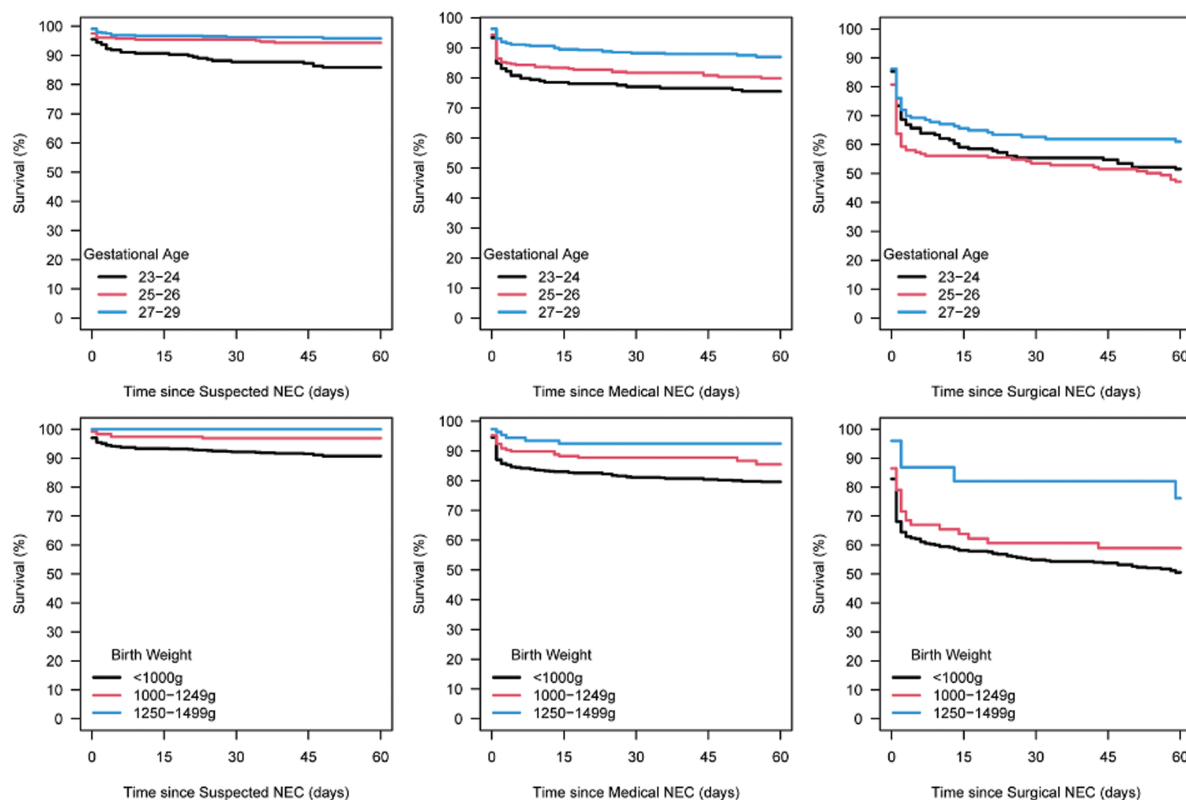 100
90
80
70
60
50
40
30
20
10
0
Survival (%)
Gestational Age
23−24
25−26
27−29
0 15 30 45 60
Time since Suspected NEC (days)
100
90
80
70
60
50
40
30
20
10
0
Survival (%)
Gestational Age
23−24
25−26
27−29
0 15 30 45 60
Time since Medical NEC (days)
100
90
80
70
60
50
40
30
20
10
0
Survival (%)
Gestational Age
23−24
25−26
27−29
0 15 30 45 60
Time since Surgical NEC (days)
100
90
80
70
60
50
40
30
20
10
0
Survival (%)
Birth Weight
<1000g
1000−1249g
1250−1499g
0 15 30 45 60
Time since Suspected NEC (days)
100
90
80
70
60
50
40
30
20
10
0
Survival (%)
Birth Weight
<1000g
1000−1249g
1250−1499g
0 15 30 45 60
Time since Medical NEC (days)
100
90
80
70
60
50
40
30
20
10
0
Survival (%)
Birth Weight
<1000g
1000−1249g
1250−1499g
0 15 30 45 60
Time since Surgical NEC (days)